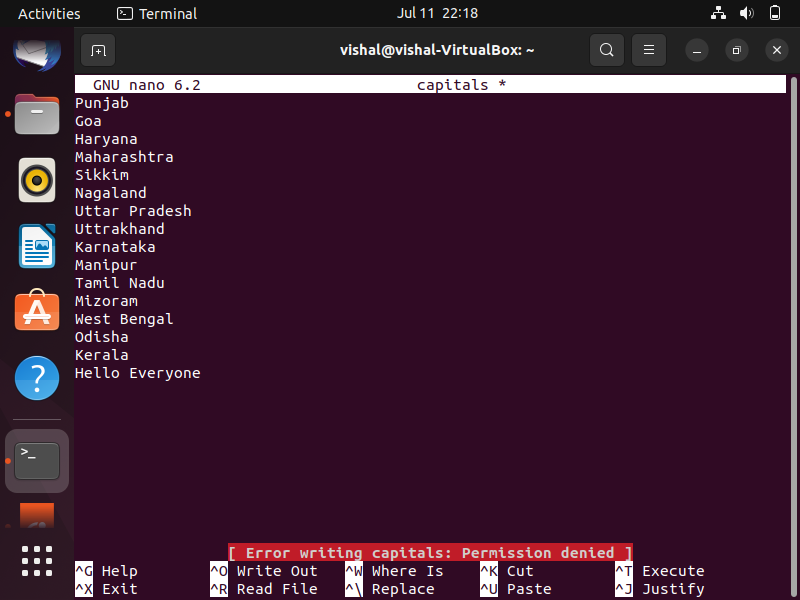 Activities Terminal Jul 11 22:18
vishal@vishal-VirtualBox: ~
GNU nano 6.2 capitals *
Punjab
Goa
Haryana
Maharashtra
Sikkim
Nagaland
Uttar Pradesh
Uttrakhand
Karnataka
Manipur
Tamil Nadu
Mizoram
West Bengal
Odisha
Kerala
Hello Everyone
[ Error writing capitals: Permission denied ]
^G Help ^O Write Out ^W Where Is ^K Cut ^T Execute
^X Exit ^R Read File ^\ Replace ^U Paste ^J Justify